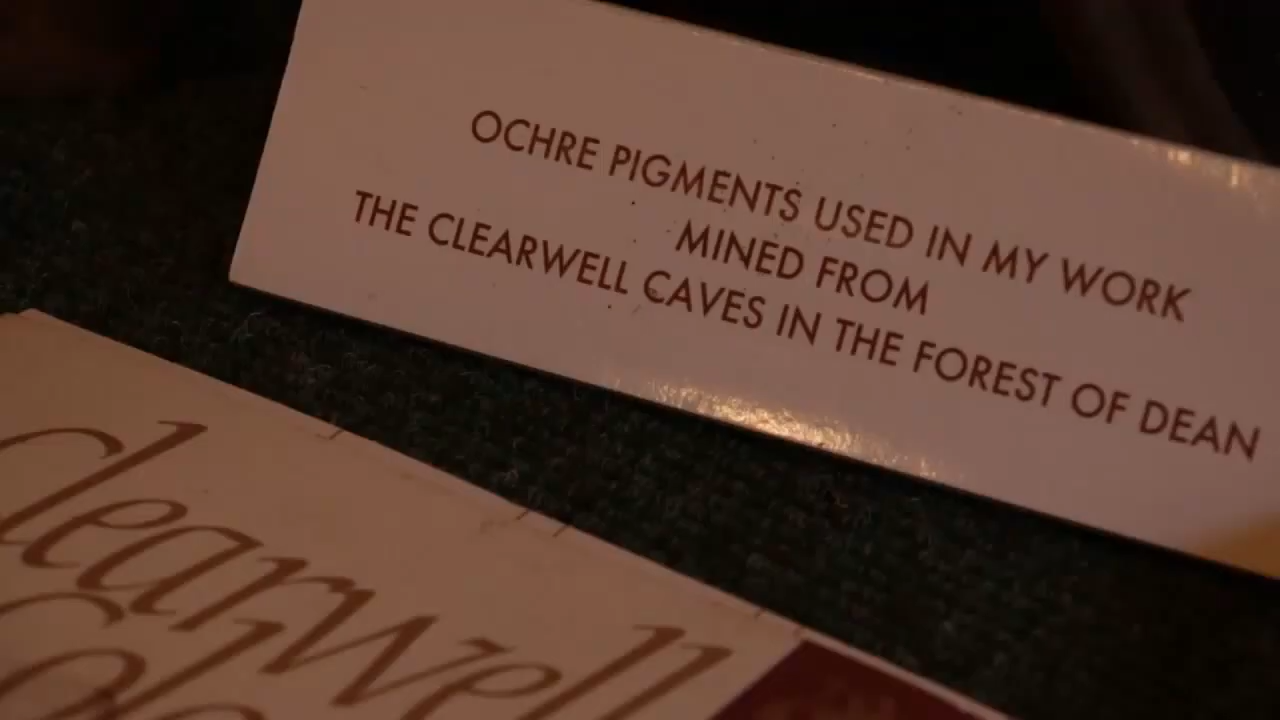 OCHRE PIGMENTS USED IN MY WORK
MINED FROM
THE CLEARWELL CAVES IN THE FOREST OF DEAN
Clearwell